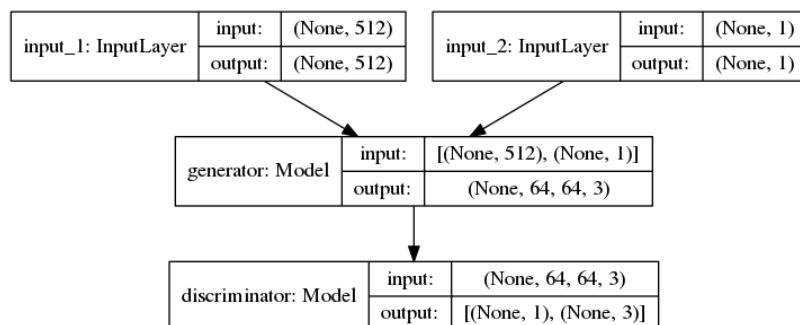 input_1: InputLayer input: (None, 512)
output: (None, 512)
input_2: InputLayer input: (None, 1)
output: (None, 1)
generator: Model input: [(None, 512), (None, 1)]
output: (None, 64, 64, 3)
discriminator: Model input: (None, 64, 64, 3)
output: [(None, 1), (None, 3)]